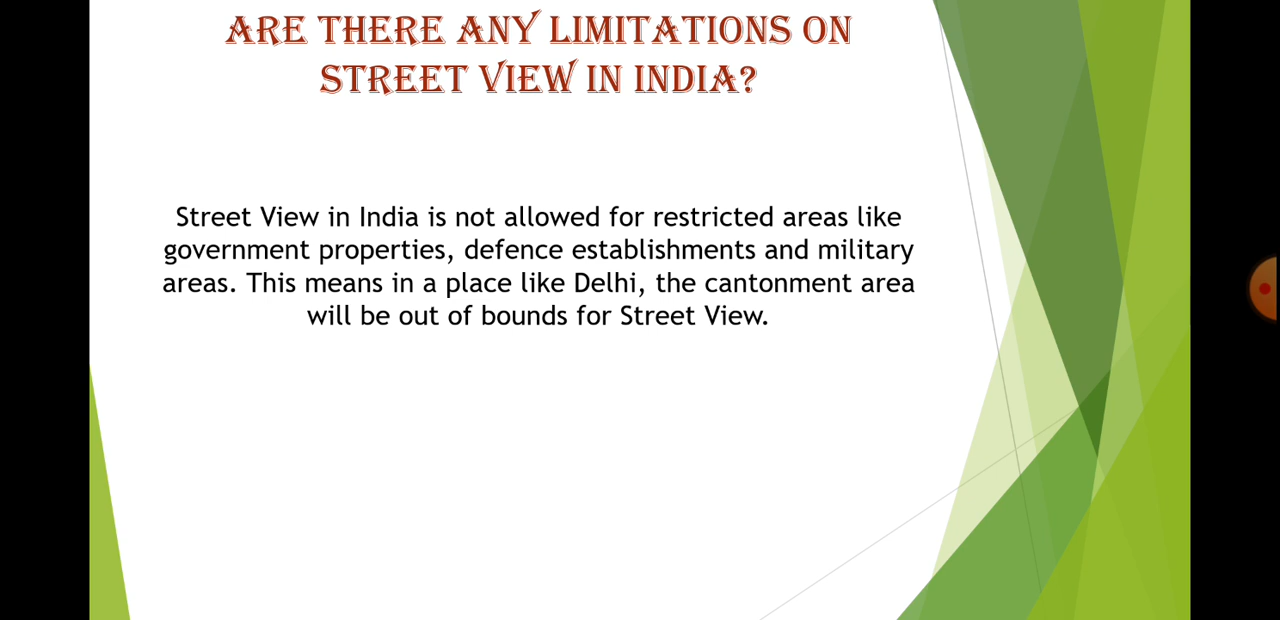 ARE THERE ANY LIMITATIONS ON
STREET VIEW IN INDIA?
Street View in India is not allowed for restricted areas like
government properties, defence establishments and military
areas. This means in a place like Delhi, the cantonment area
will be out of bounds for Street View.